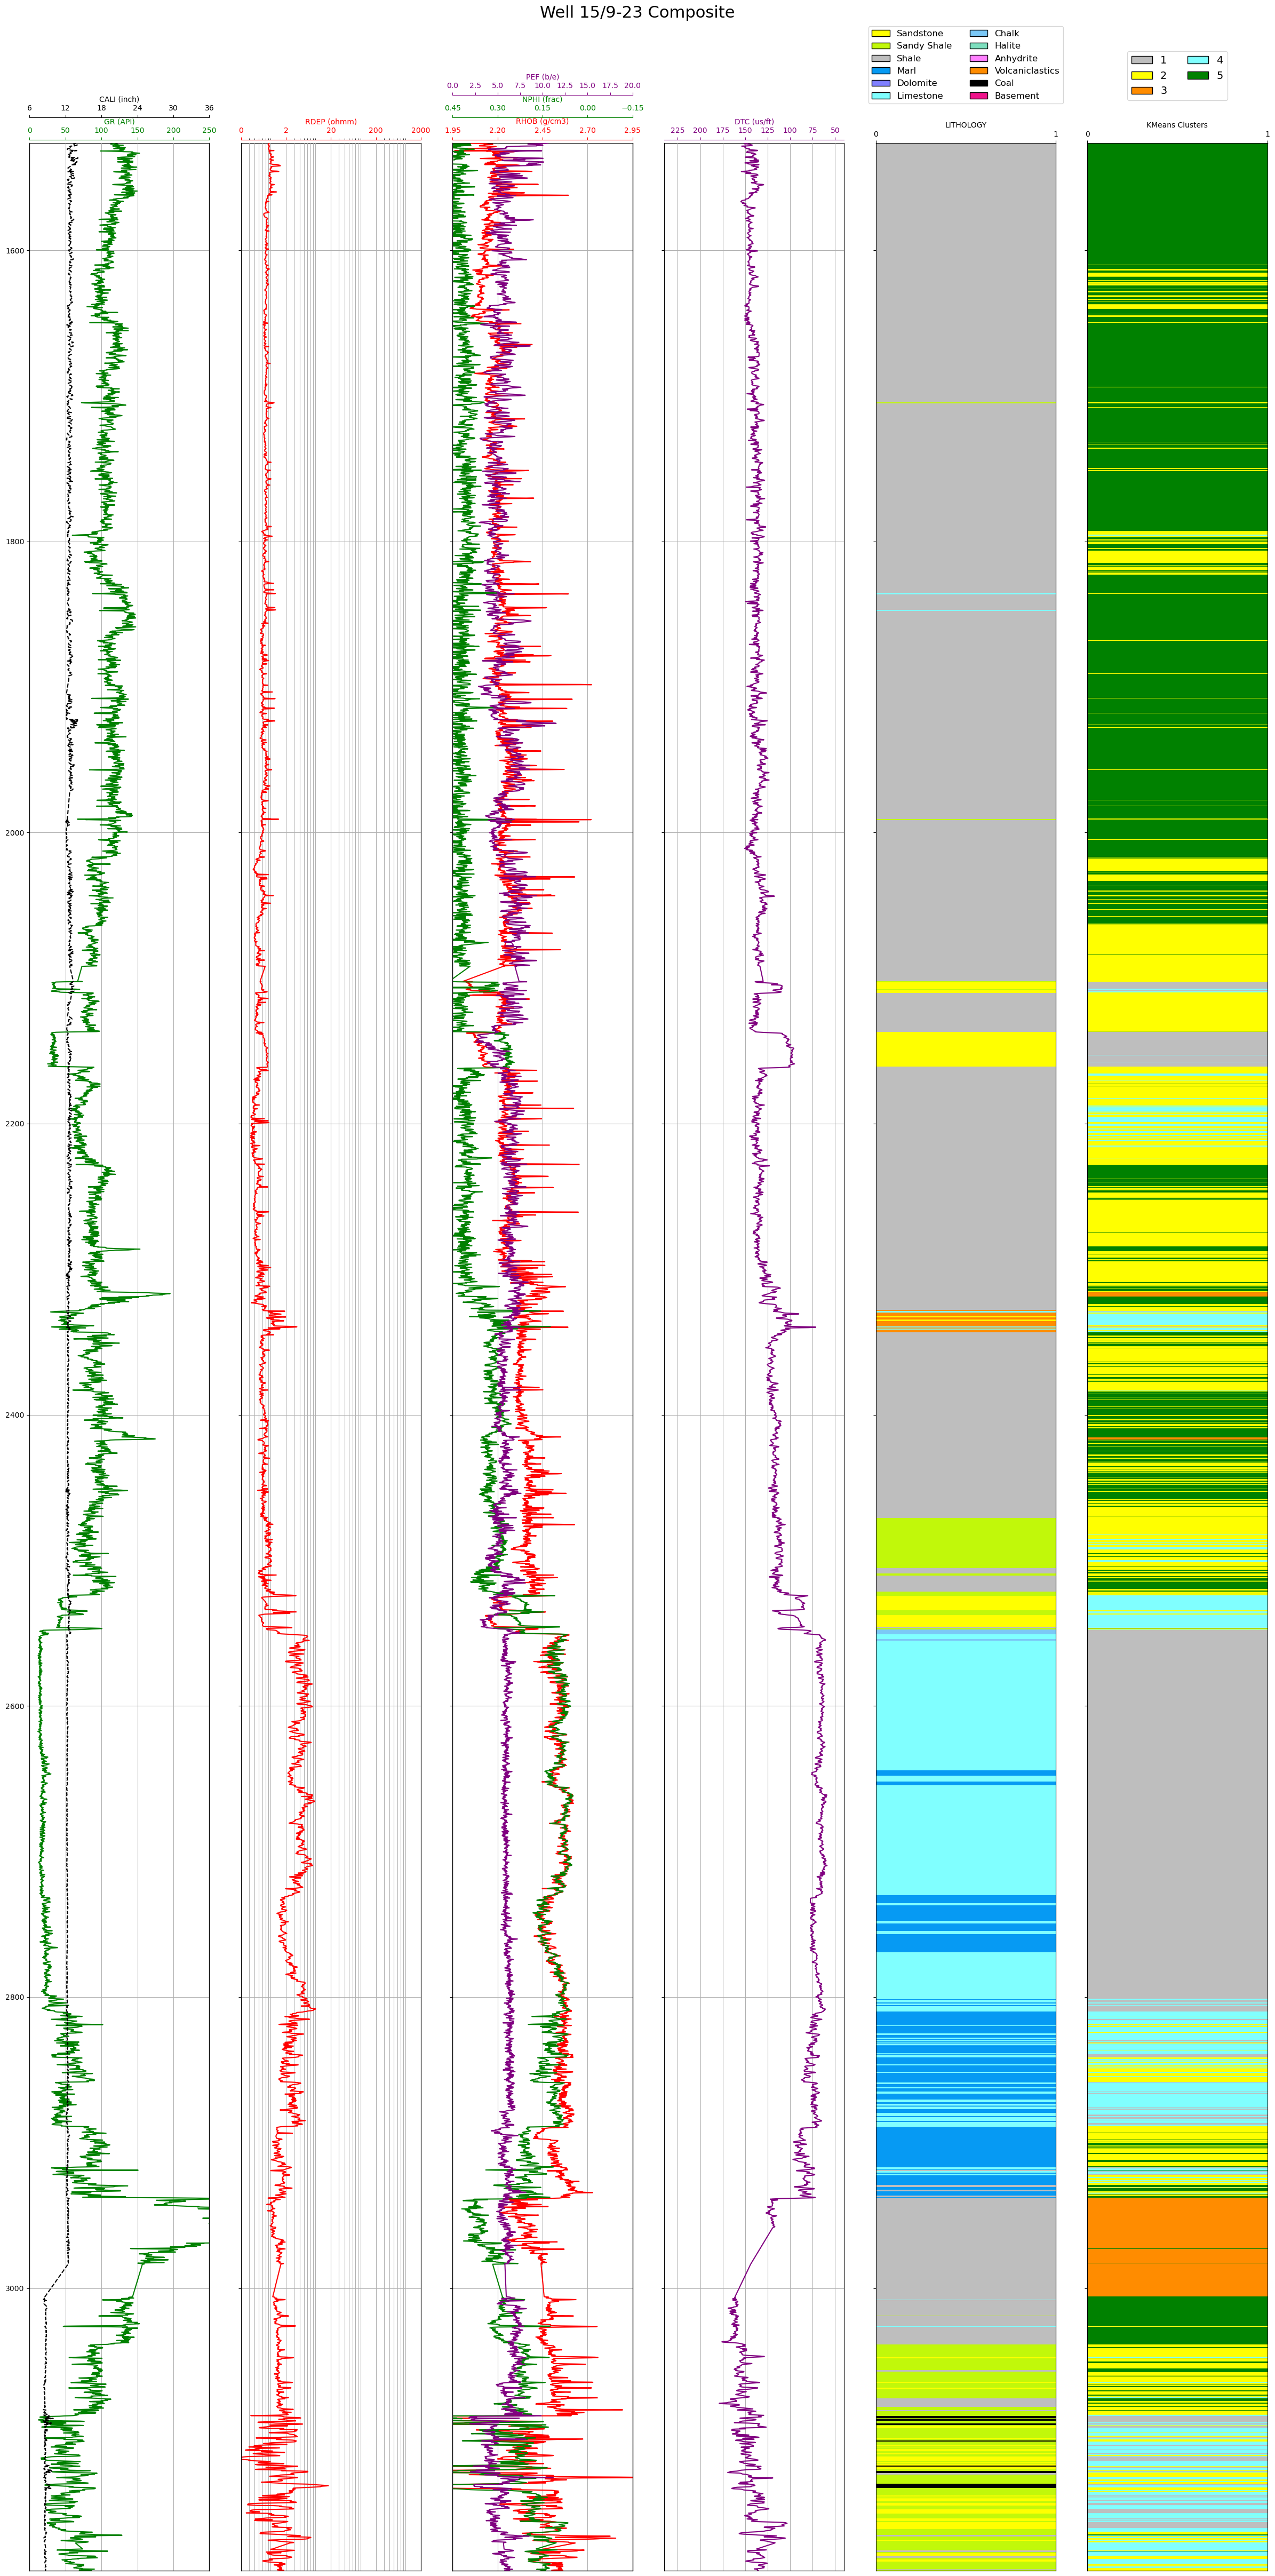 Well 15/9-23 Composite
Sandstone Chalk
Sandy Shale Halite
Shale Anhydrite
Marl Volcaniclastics
Dolomite Coal
Limestone Basement
1 4
2 5
3
PEF (b/e)
0.0 2.5 5.0 7.5 10.0 12.5 15.0 17.5 20.0
CALI (inch) NPHI (frac)
6 12 18 24 30 36 0.45 0.30 0.15 0.00 −0.15
GR (API) RDEP (ohmm) RHOB (g/cm3) DTC (us/ft) LITHOLOGY KMeans Clusters
0 50 100 150 200 250 0 2 20 200 2000 1.95 2.20 2.45 2.70 2.95 225 200 175 150 125 100 75 50 0 1 0 1
1600
1800
2000
2200
2400
2600
2800
3000